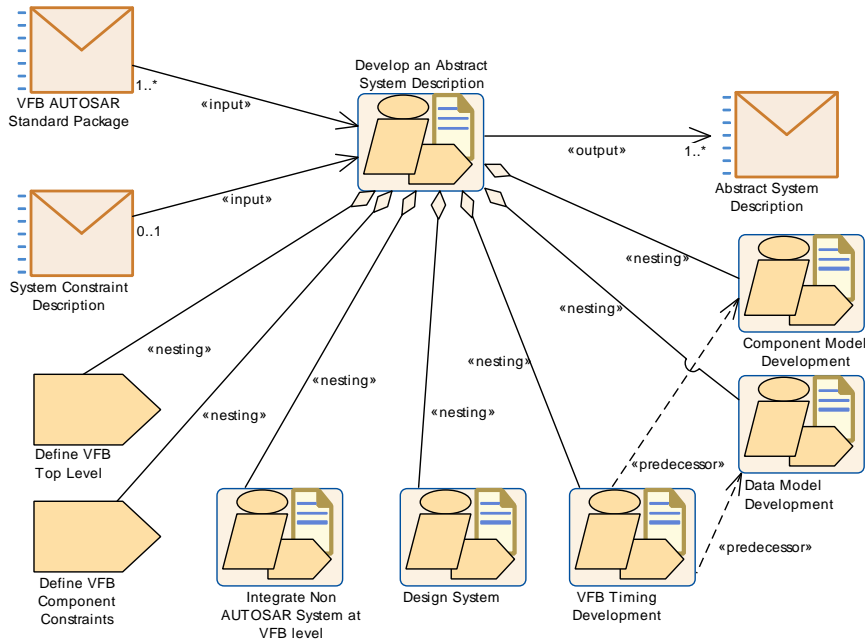 Develop an Abstract
System Description
1..*
VFB AUTOSAR
Standard Package
«input»
«output»
1..*
Abstract System
Description
«input»
0..1
System Constraint
Description
«nesting»
«nesting»
Component Model
Development
«nesting»
«nesting»
«nesting»
«nesting»
«nesting»
Define VFB
Top Level
«predecessor»
Data Model
Development
«predecessor»
Define VFB
Component
Constraints
Integrate Non
AUTOSAR System at
VFB level
Design System
VFB Timing
Development